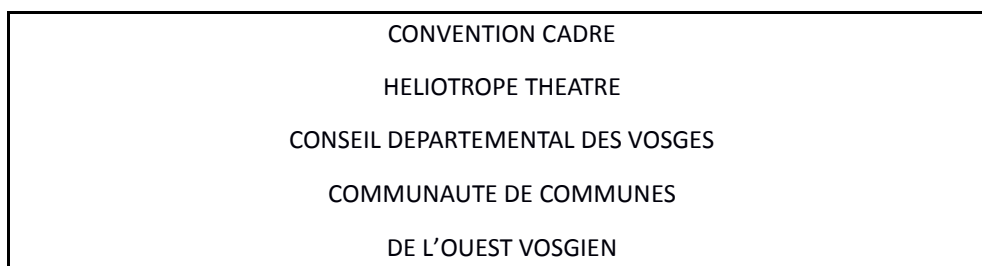 CONVENTION CADRE
HELIOTROPE THEATRE
CONSEIL DEPARTEMENTAL DES VOSGES
COMMUNAUTE DE COMMUNES
DE L’OUEST VOSGIEN